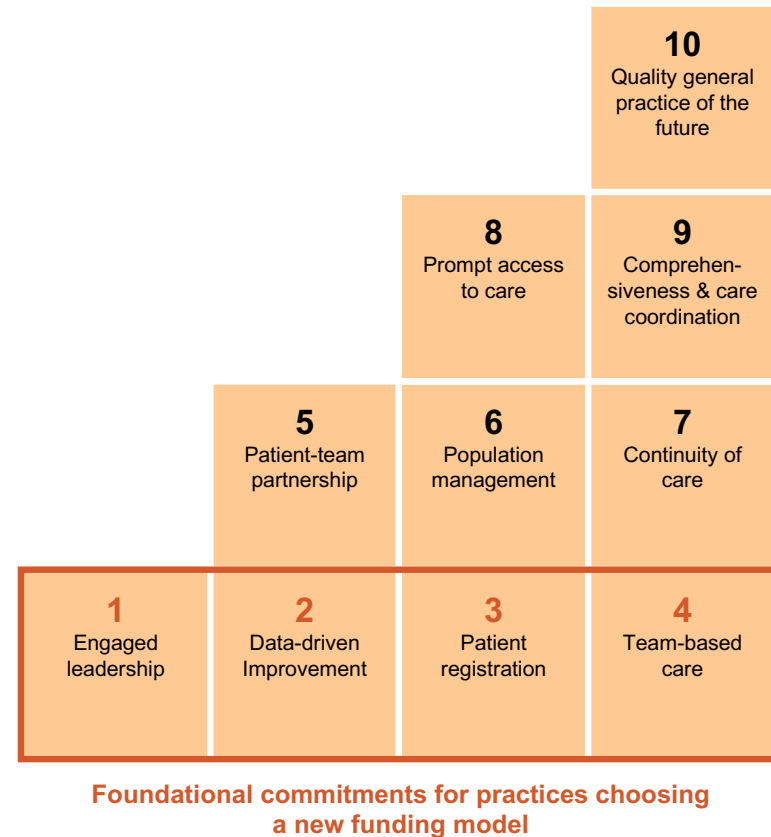 10
Quality general
practice of the
future
8
Prompt access
to care
9
Comprehen-
siveness & care
coordination
5
Patient-team
partnership
6
Population
management
7
Continuity of
care
1
Engaged
leadership
2
Data-driven
Improvement
3
Patient
registration
4
Team-based
care
Foundational commitments for practices choosing
a new funding model